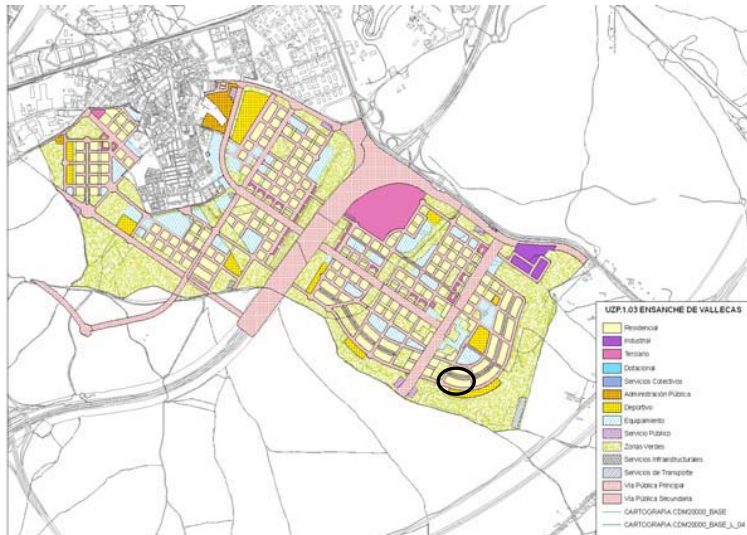 UZP.1.03 ENSANCHE DE VALLECAS
Residencial
Industrial
Terciario
Dotacional
Servicios Colectivos
Administración Pública
Deportivo
Equipamiento
Servicio Público
Zonas Verdes
Servicios Infraestructurales
Servicios de Transporte
Vía Pública Principal
Vía Pública Secundaria
CARTOGRAFIA.CDM20000_BASE
CARTOGRAFIA.CDM20000_BASE_L_04